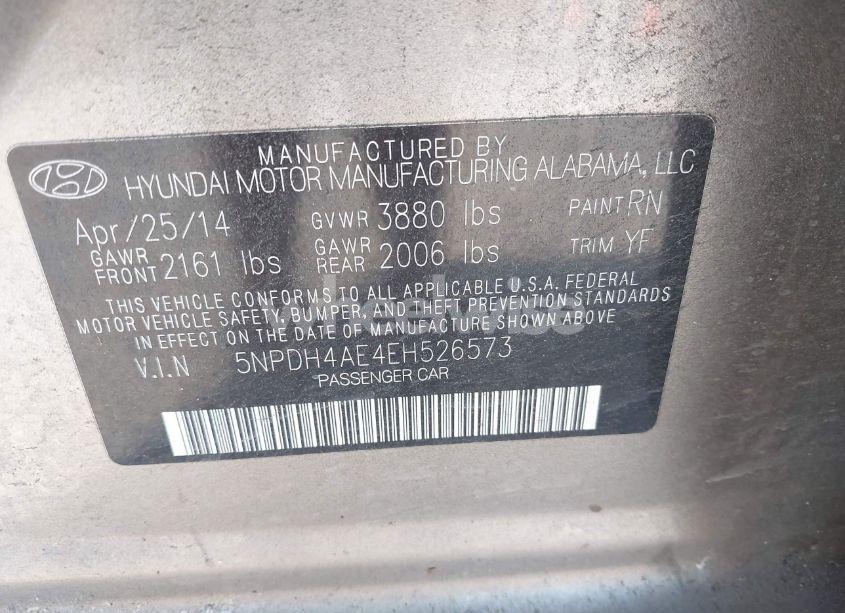 MANUFACTURED BY
HYUNDAI MOTOR MANUFACTURING ALABAMA, LLC
Apr/25/14 GVWR 3880 lbs PAINT RN
GAWR FRONT 2161 lbs GAWR REAR 2006 lbs TRIM YF
THIS VEHICLE CONFORMS TO ALL APPLICABLE U.S.A. FEDERAL
MOTOR VEHICLE SAFETY, BUMPER, AND THEFT PREVENTION STANDARDS
IN EFFECT ON THE DATE OF MANUFACTURE SHOWN ABOVE
V.I.N 5NPDH4AE4EH526573
PASSENGER CAR